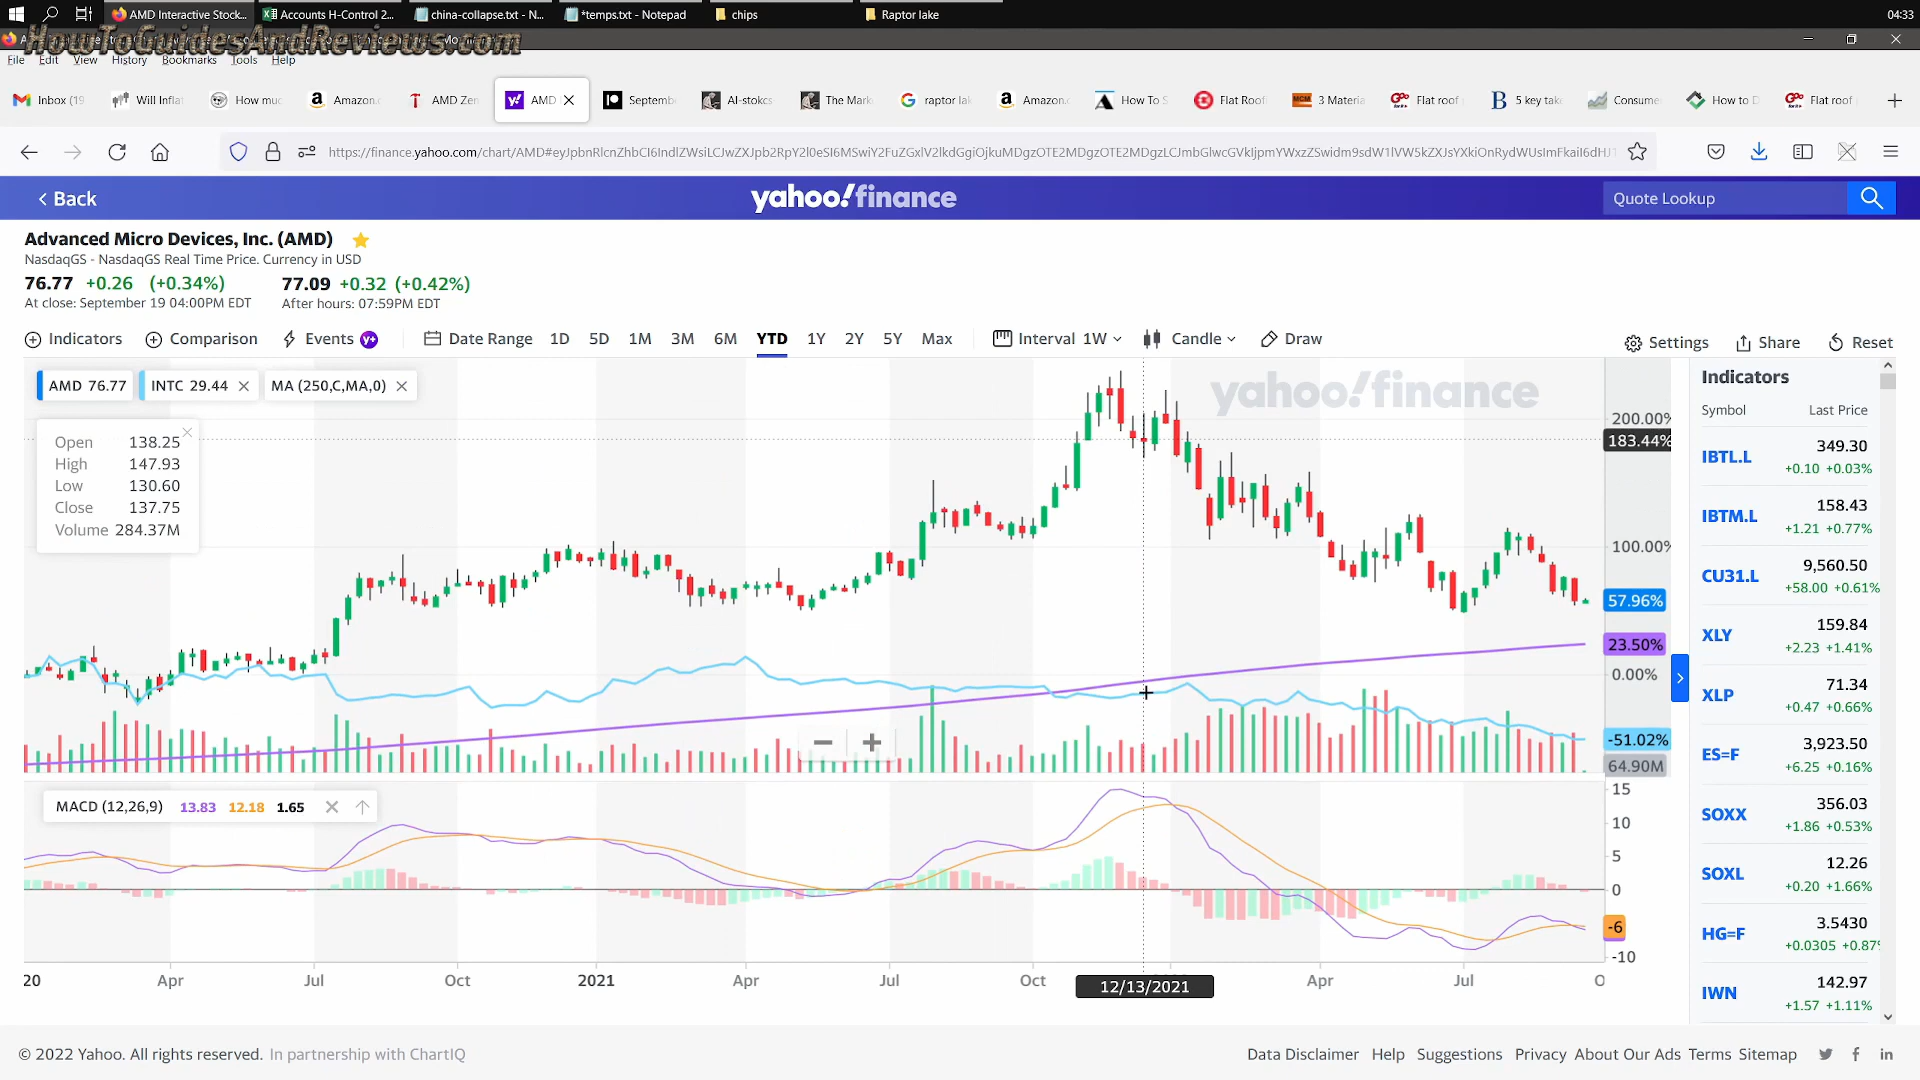 AMD Interactive Stock...
Accounts H-Control 2...
china-collapse.txt - N...
*temps.txt - Notepad
chips
Raptor lake
04:33
HowToGuidesAndReviews.com
File Edit View History Bookmarks Tools Help
Inbox (19
Will Infla
How muc
Amazon.c
AMD Zen
AMD
Septemb
AI-stokcs
The Mark
raptor lak
Amazon.c
How To S
Flat Roofi
3 Materia
Flat roof
5 key take
Consume
How to D
Flat roof
Back
yahoo!finance
Quote Lookup
Advanced Micro Devices, Inc. (AMD)
NasdaqGS - NasdaqGS Real Time Price. Currency in USD
76.77 +0.26 (+0.34%) 77.09 +0.32 (+0.42%)
At close: September 19 04:00PM EDT After hours: 07:59PM EDT
Indicators Comparison Events y+ Date Range 1D 5D 1M 3M 6M YTD 1Y 2Y 5Y Max Interval 1W Candle Draw Settings Share Reset
AMD 76.77 INTC 29.44 MA (250,C,MA,0)
yahoo!finance
Open 138.25
High 147.93
Low 130.60
Close 137.75
Volume 284.37M
200.00%
183.44%
100.00%
57.96%
23.50%
0.00%
-51.02%
64.90M
MACD (12,26,9) 13.83 12.18 1.65
15
10
5
0
-6
-10
20 Apr Jul Oct 2021 Apr Jul Oct 12/13/2021 Apr Jul O
Indicators
Symbol Last Price
IBTL.L 349.30
+0.10 +0.03%
IBTM.L 158.43
+1.21 +0.77%
CU31.L 9,560.50
+58.00 +0.61%
XLY 159.84
+2.23 +1.41%
XLP 71.34
+0.47 +0.66%
ES=F 3,923.50
+6.25 +0.16%
SOXX 356.03
+1.86 +0.53%
SOXL 12.26
+0.20 +1.66%
HG=F 3.5430
+0.0305 +0.87%
IWN 142.97
+1.57 +1.11%
© 2022 Yahoo. All rights reserved. In partnership with ChartIQ
Data Disclaimer Help Suggestions Privacy About Our Ads Terms Sitemap